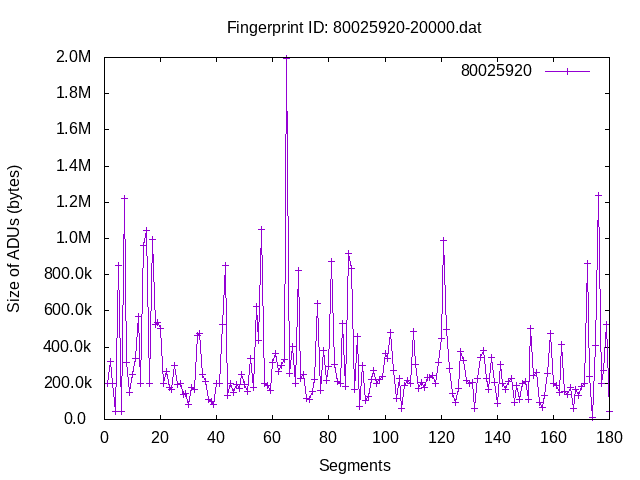 Fingerprint ID: 80025920-20000.dat
80025920
Size of ADUs (bytes)
2.0M
1.8M
1.6M
1.4M
1.2M
1.0M
800.0k
600.0k
400.0k
200.0k
0.0
0 20 40 60 80 100 120 140 160 180
Segments